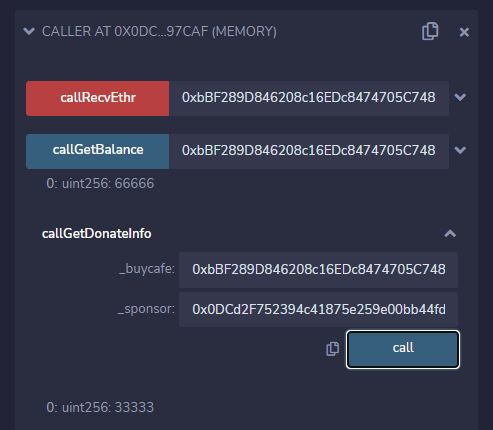 CALLER AT 0X0DC...97CAF (MEMORY)
callRecvEthr 0xbBF289D846208c16EDc8474705C748
callGetBalance 0xbBF289D846208c16EDc8474705C748
0: uint256: 66666
callGetDonateInfo
_buycafe: 0xbBF289D846208c16EDc8474705C748
_sponsor: 0x0DCd2F752394c41875e259e00bb44fd
call
0: uint256: 33333